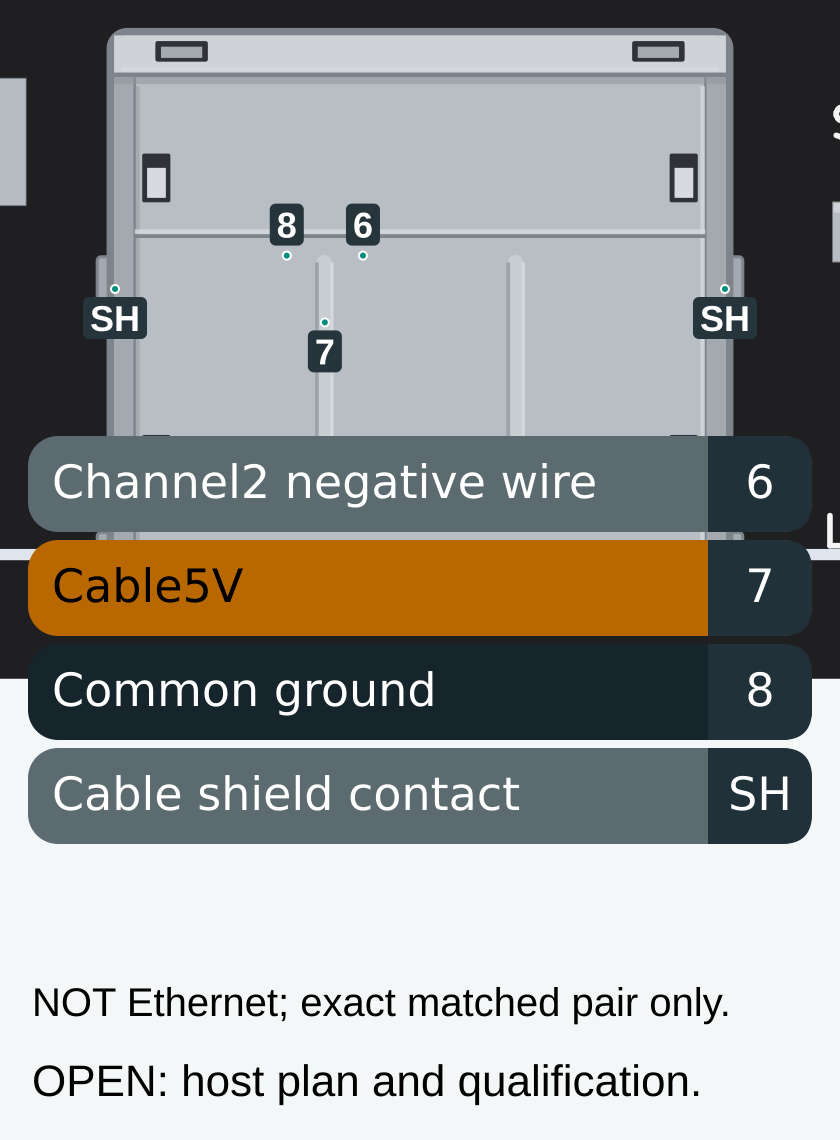 8 6
SH SH
7
Channel2 negative wire 6
Cable5V 7
Common ground 8
Cable shield contact SH
NOT Ethernet; exact matched pair only.
OPEN: host plan and qualification.